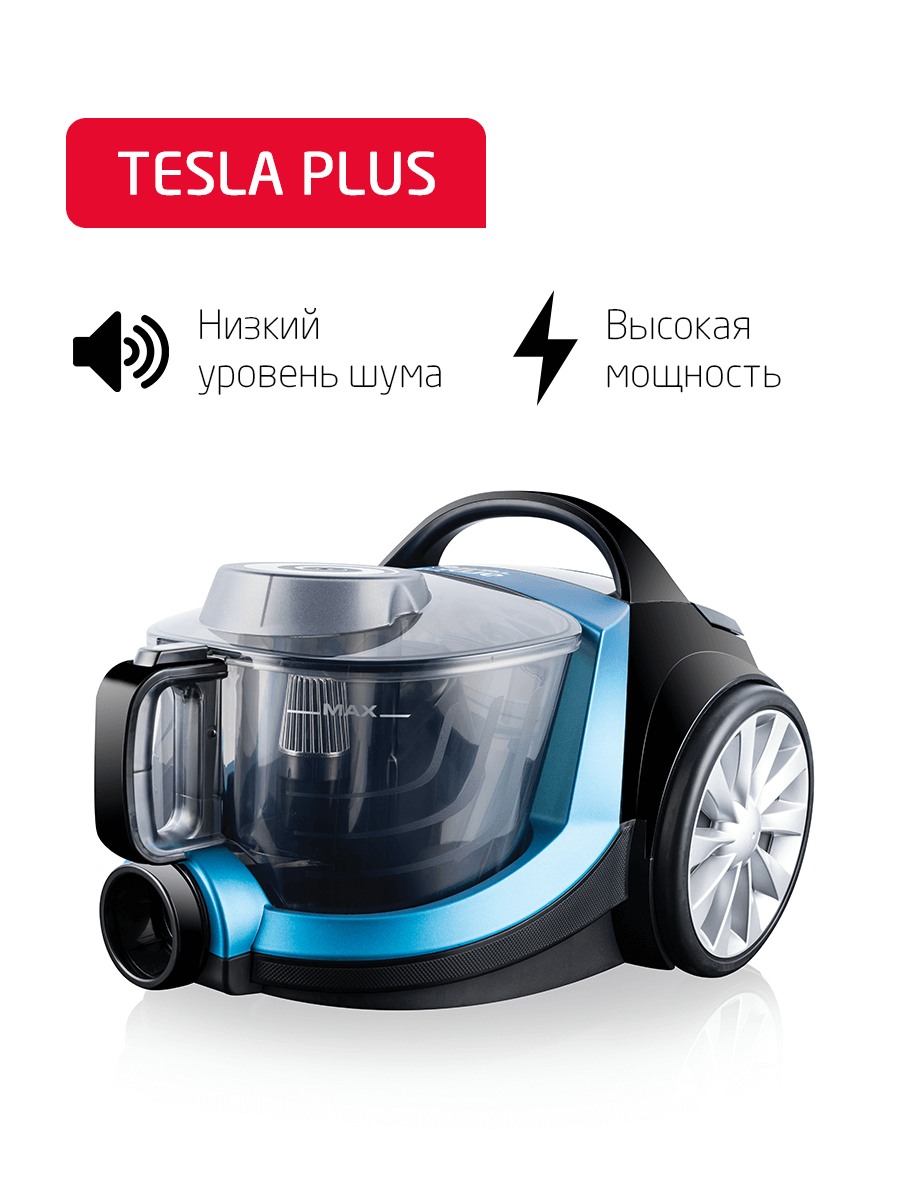 TESLA PLUS
Низкий
уровень шума
Высокая
мощность
MAX